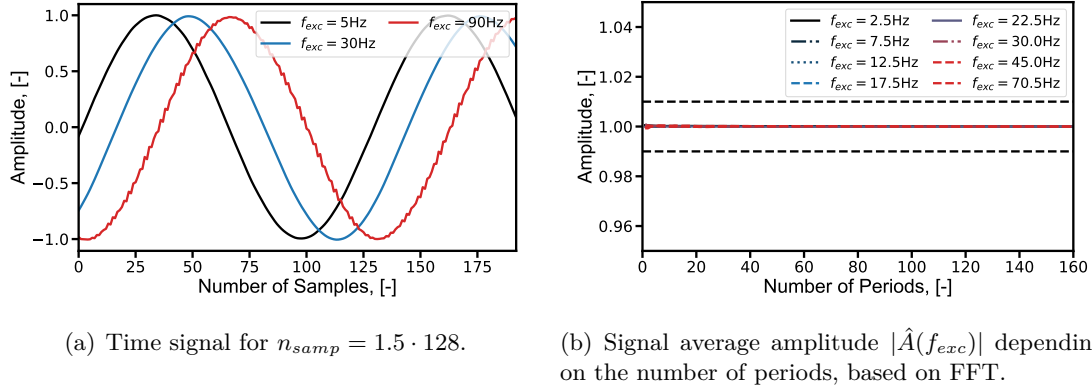 Amplitude, [-]
1.0
0.5
0.0
−0.5
−1.0
f_exc = 5Hz
f_exc = 30Hz
f_exc = 90Hz
0 25 50 75 100 125 150 175
Number of Samples, [-]
(a) Time signal for n_samp = 1.5 · 128.
Amplitude, [-]
1.04
1.02
1.00
0.98
0.96
f_exc = 2.5Hz
f_exc = 7.5Hz
f_exc = 12.5Hz
f_exc = 17.5Hz
f_exc = 22.5Hz
f_exc = 30.0Hz
f_exc = 45.0Hz
f_exc = 70.5Hz
0 20 40 60 80 100 120 140 160
Number of Periods, [-]
(b) Signal average amplitude |Â(f_exc)| dependin
on the number of periods, based on FFT.